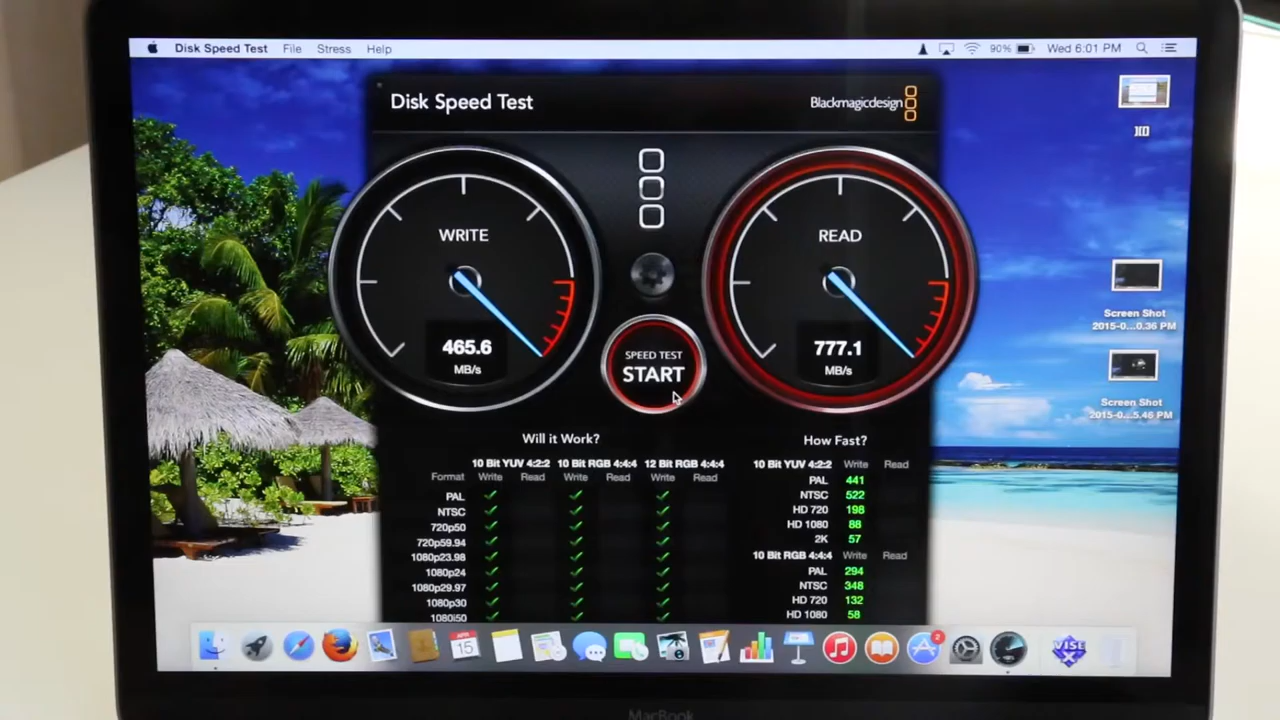 Disk Speed Test File Stress Help 90% Wed 6:01 PM
Disk Speed Test
Blackmagicdesign
WRITE
465.6
MB/s
READ
777.1
MB/s
SPEED TEST
START
Screen Shot
2015-0...0.36 PM
Screen Shot
2015-0...5.46 PM
Will it Work?
10 Bit YUV 4:2:2 10 Bit RGB 4:4:4 12 Bit RGB 4:4:4
Format Write Read Write Read Write Read
PAL
NTSC
720p50
720p59.94
1080p23.98
1080p24
1080p29.97
1080p30
1080i50
How Fast?
10 Bit YUV 4:2:2 Write Read
PAL 441
NTSC 522
HD 720 198
HD 1080 88
2K 57
10 Bit RGB 4:4:4 Write Read
PAL 294
NTSC 348
HD 720 132
HD 1080 58
APR
15
2
VISE
X
MacBook